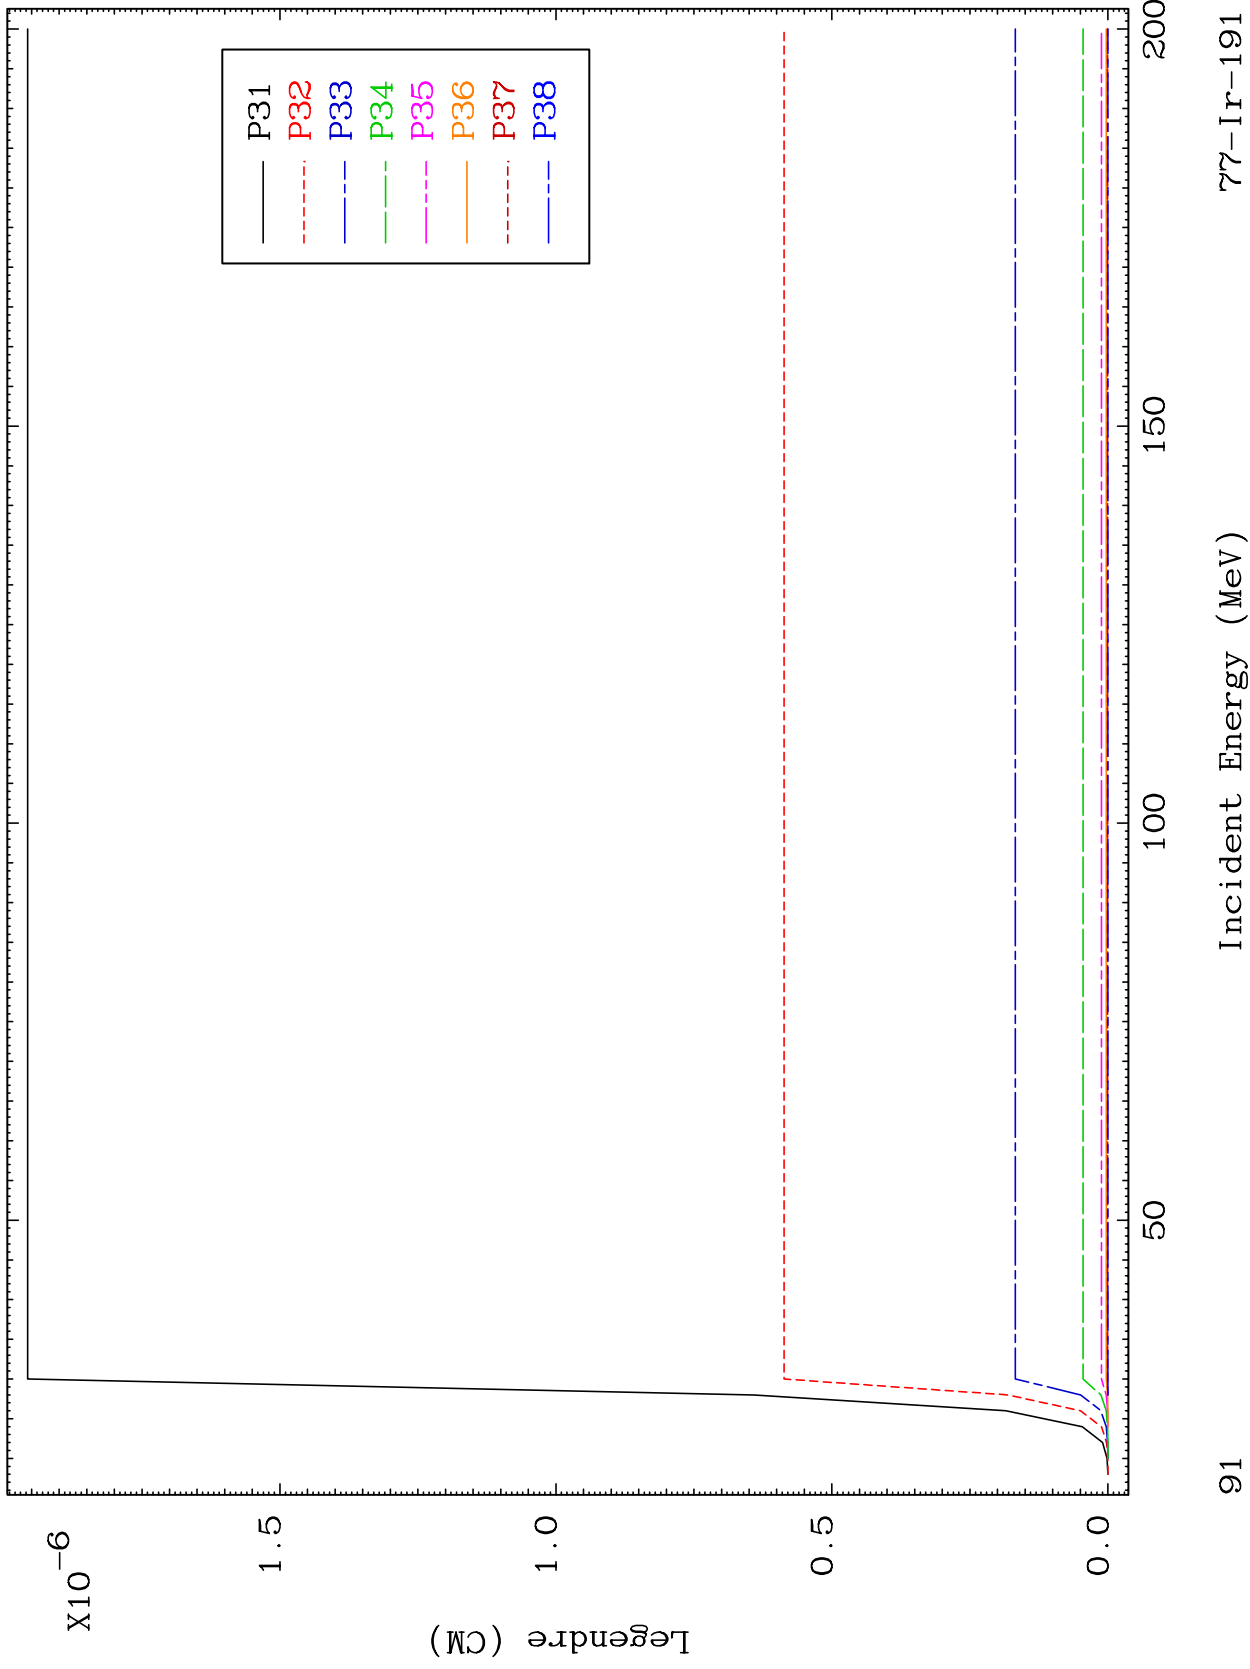 X10-6
1.5
1.0
0.5
0.0
Legendre (CM)
P31
P32
P33
P34
P35
P36
P37
P38
50
100
150
200
91
Incident Energy (MeV)
77-Ir-191